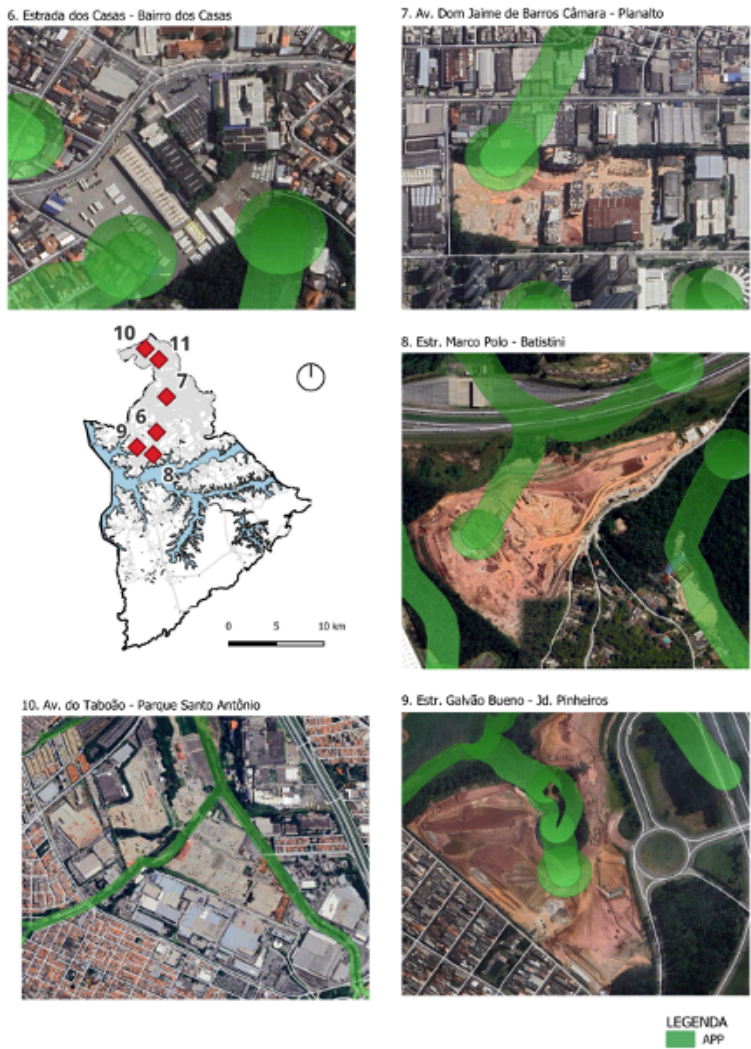 6. Estrada dos Casas - Bairro dos Casas
7. Av. Dom Jaime de Barros Câmara - Planalto
10
11
7
6
9
8
0 5 10 km
8. Estr. Marco Polo - Batistini
10. Av. do Taboão - Parque Santo Antônio
9. Estr. Galvão Bueno - Jd. Pinheiros
LEGENDA
APP